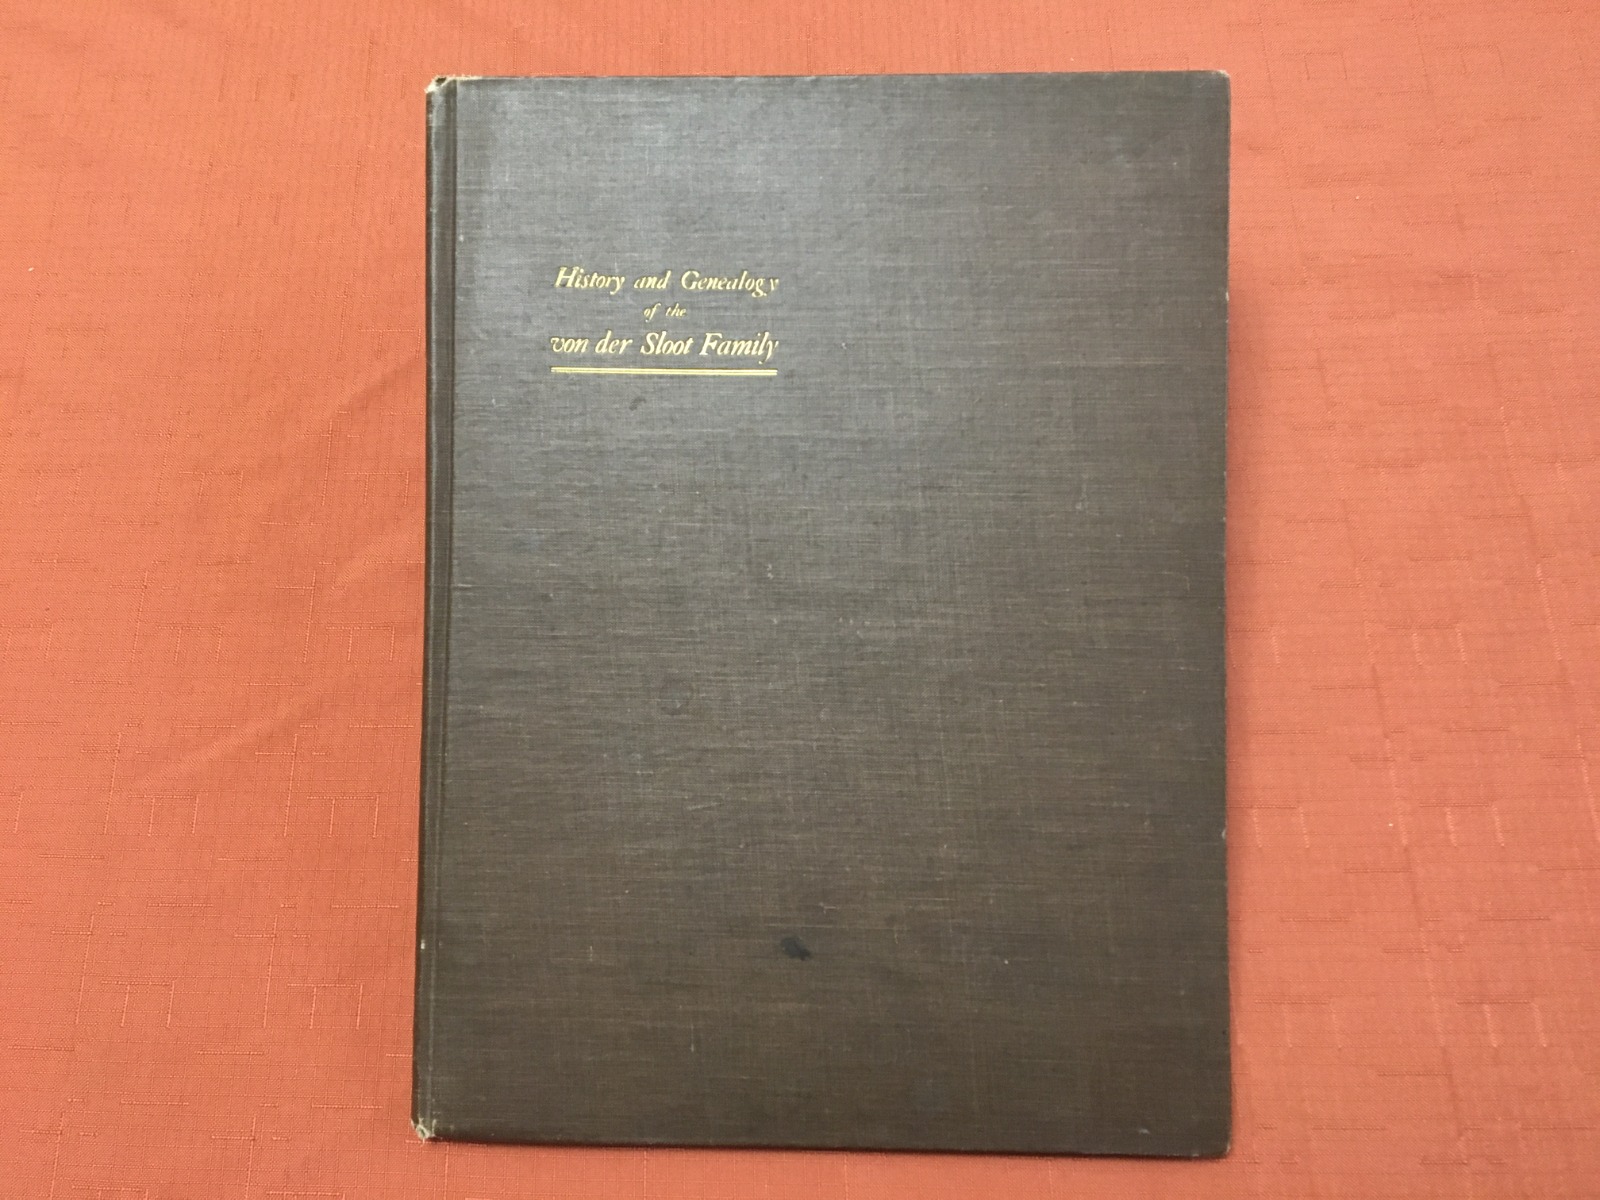 History and Genealogy
of the
von der Sloot Family